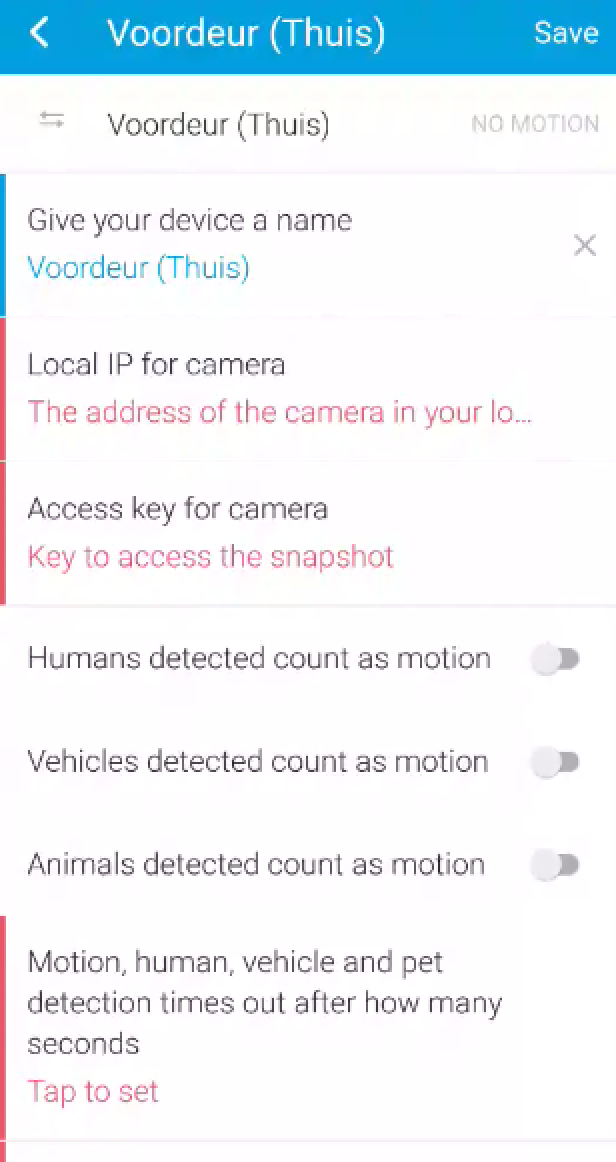 Voordeur (Thuis) Save
Voordeur (Thuis) NO MOTION
Give your device a name
Voordeur (Thuis)
Local IP for camera
The address of the camera in your lo...
Access key for camera
Key to access the snapshot
Humans detected count as motion
Vehicles detected count as motion
Animals detected count as motion
Motion, human, vehicle and pet
detection times out after how many
seconds
Tap to set